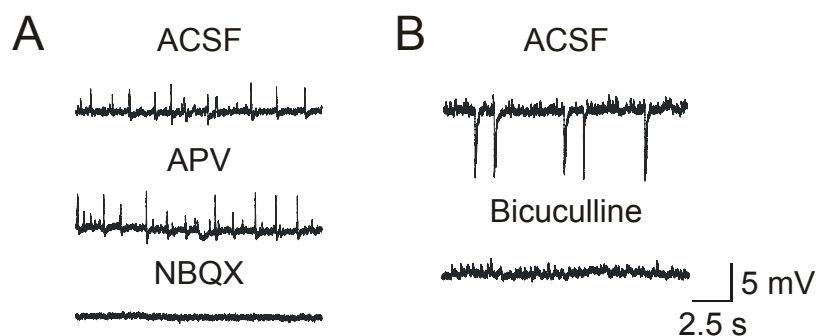 A
ACSF
APV
NBQX
B
ACSF
Bicuculline
5 mV
2.5 s